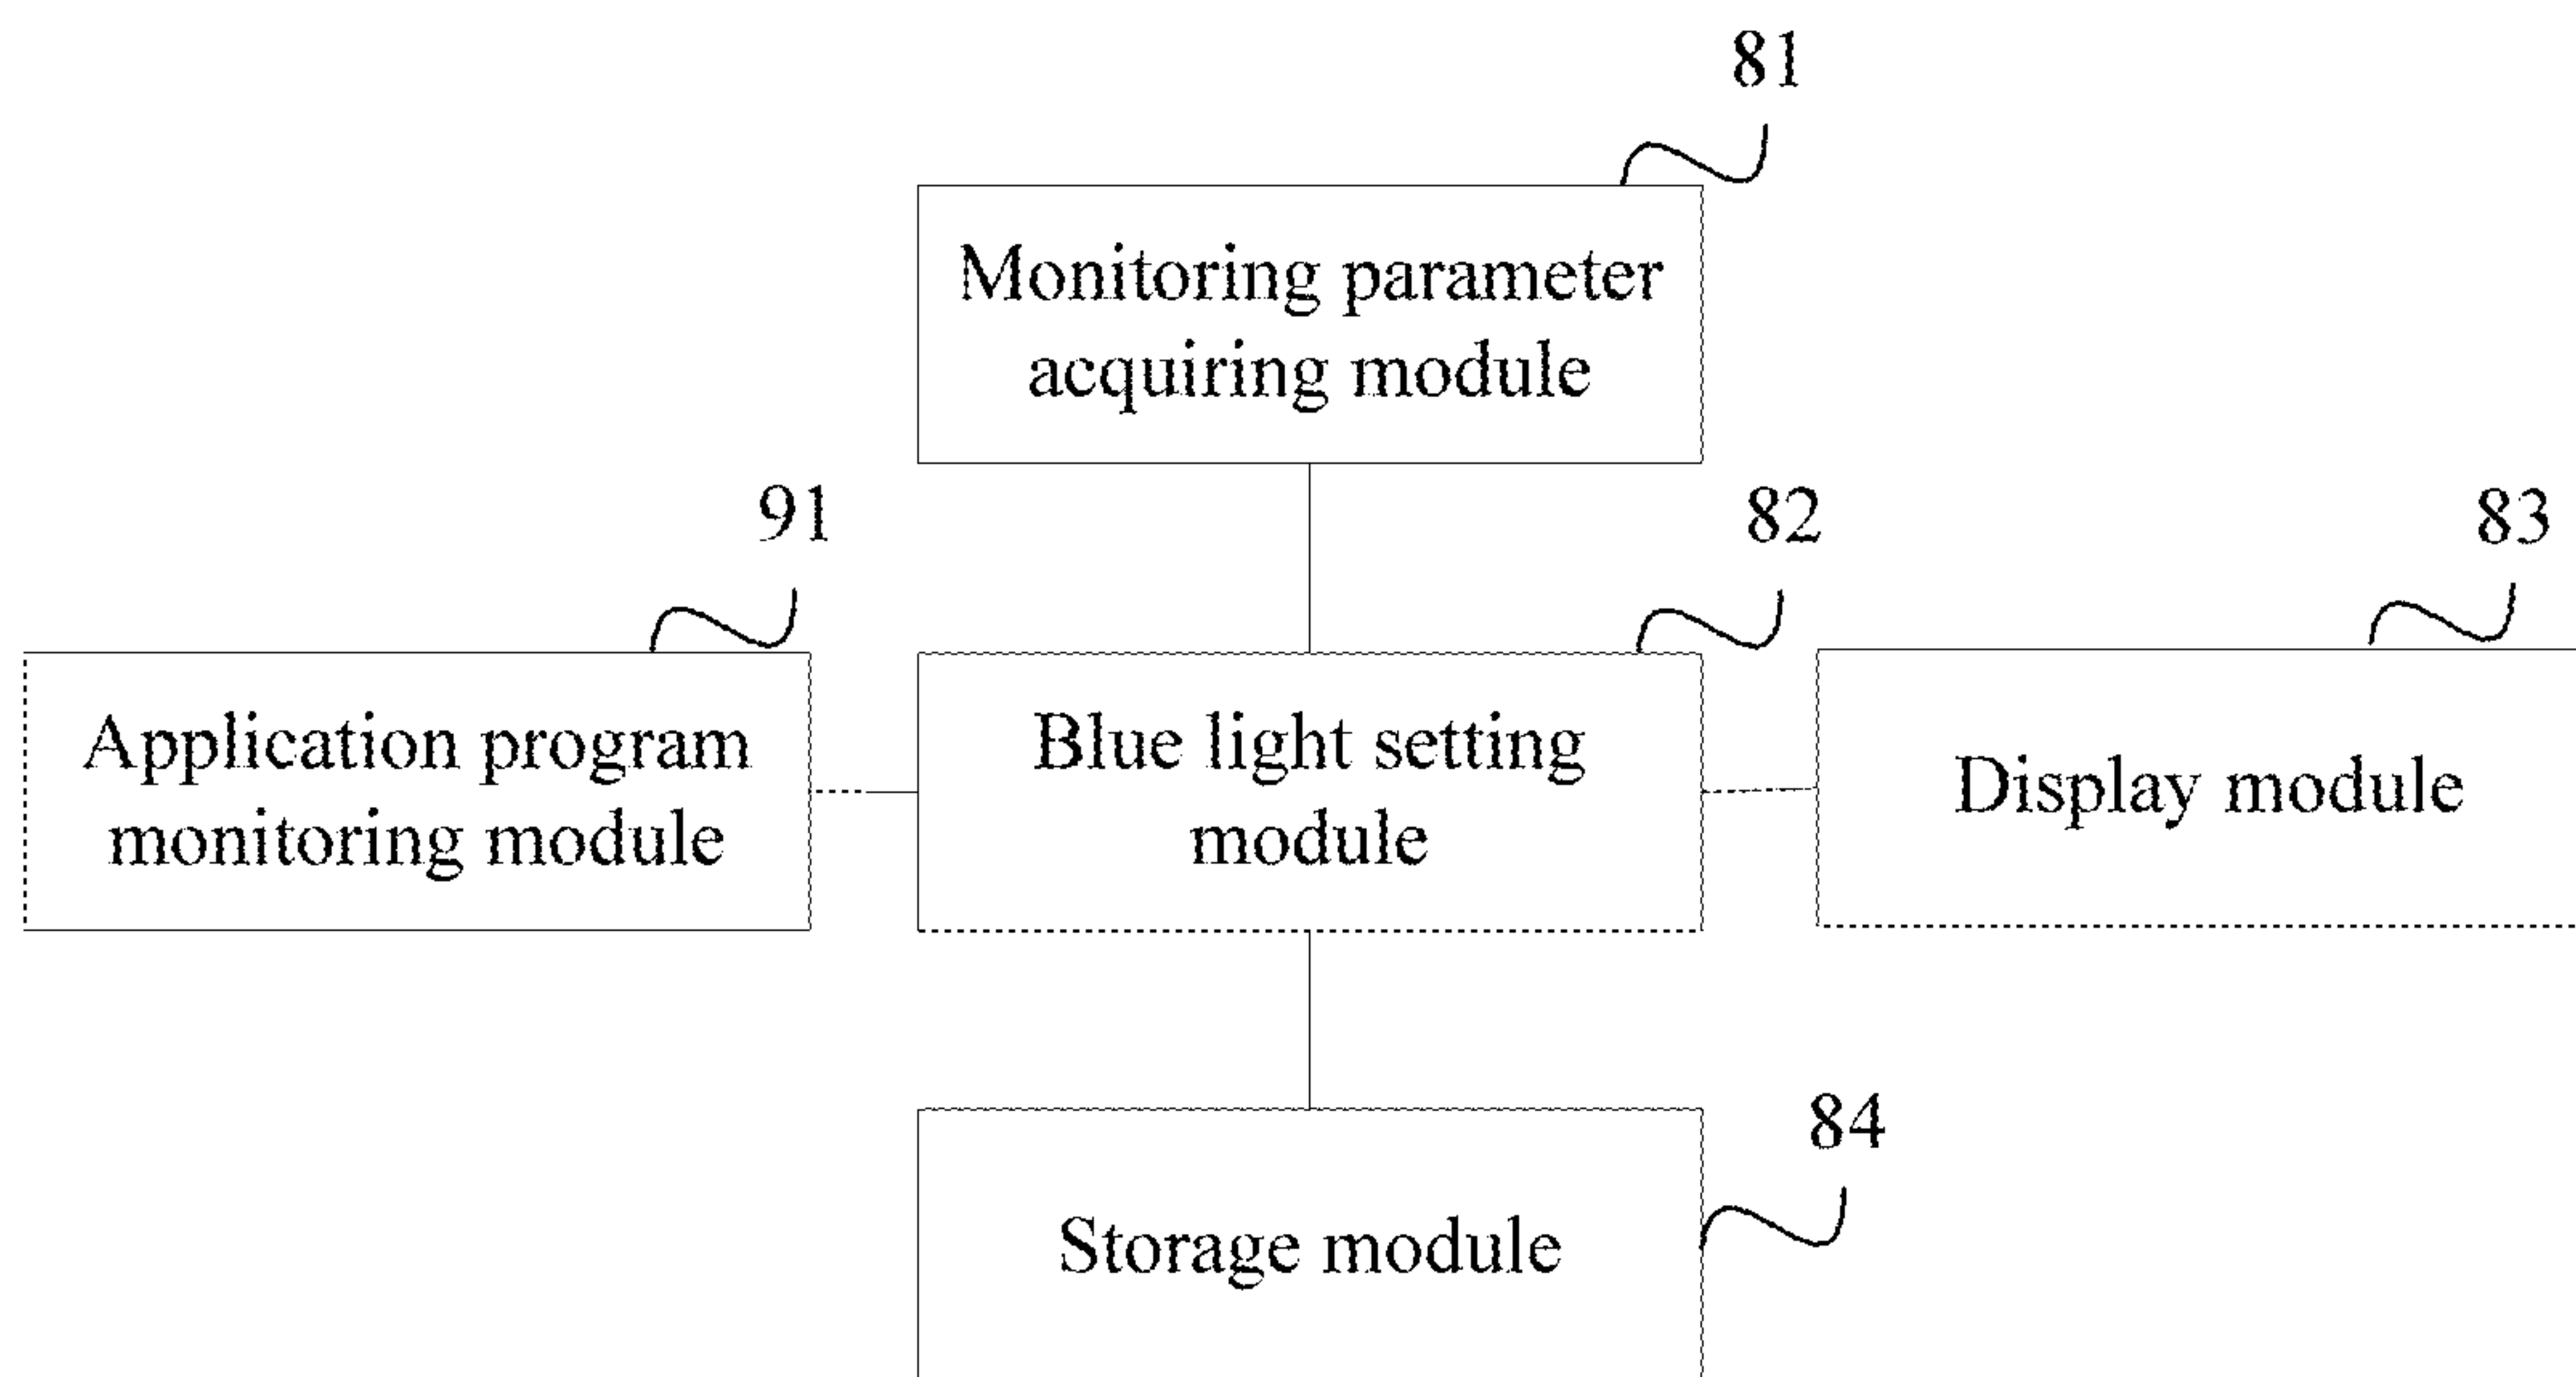 81
Monitoring parameter
acquiring module
91
82
83
Application program
monitoring module
Blue light setting
module
Display module
84
Storage module